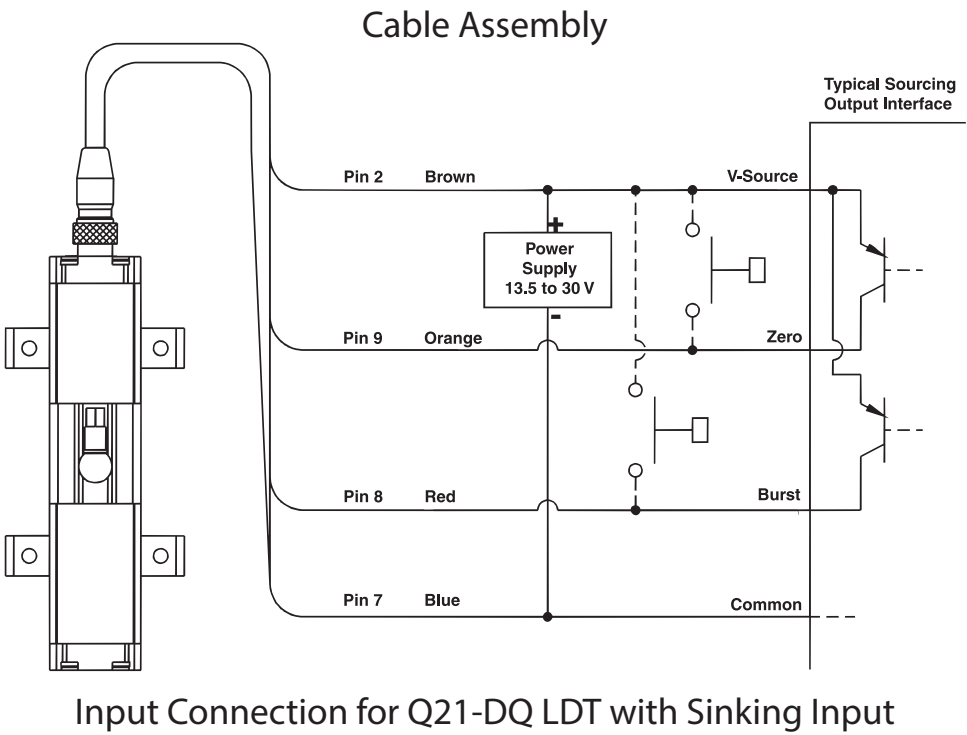 Cable Assembly
Typical Sourcing
Output Interface
Pin 2 Brown V-Source
+
Power
Supply
13.5 to 30 V
-
Pin 9 Orange Zero
Pin 8 Red Burst
Pin 7 Blue Common
Input Connection for Q21-DQ LDT with Sinking Input